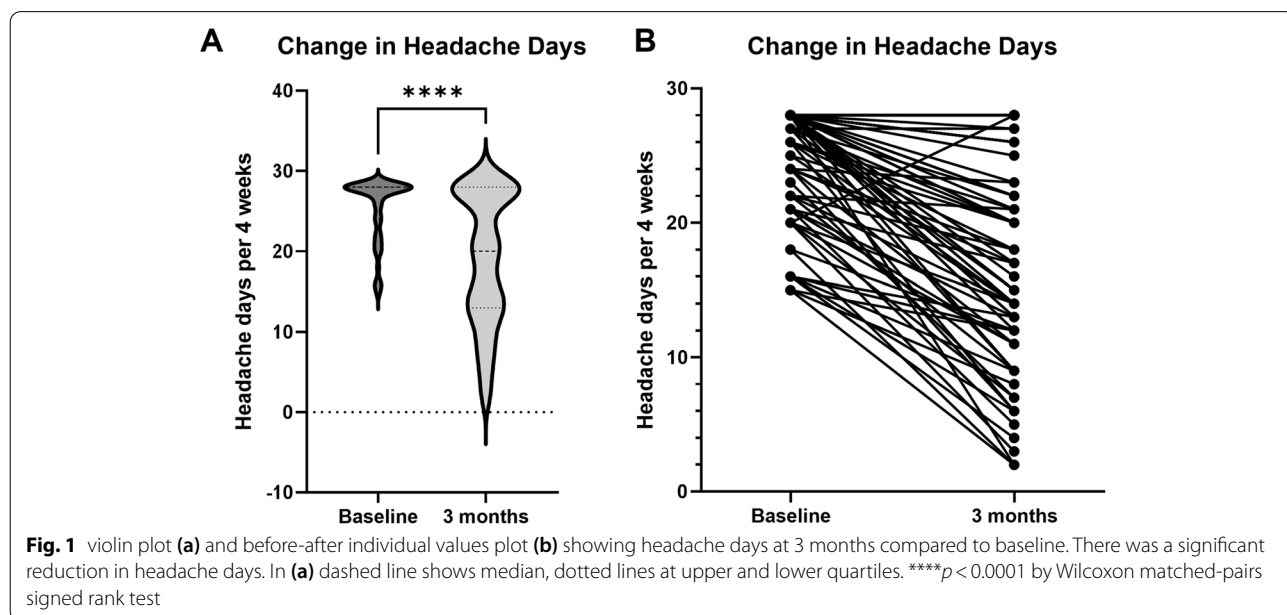 A
Change in Headache Days
Headache days per 4 weeks
40
30
20
10
0
-10
****
Baseline 3 months
B
Change in Headache Days
Headache days per 4 weeks
30
20
10
0
Baseline 3 months
Fig. 1 violin plot (a) and before-after individual values plot (b) showing headache days at 3 months compared to baseline. There was a significant
reduction in headache days. In (a) dashed line shows median, dotted lines at upper and lower quartiles. ****p < 0.0001 by Wilcoxon matched-pairs
signed rank test